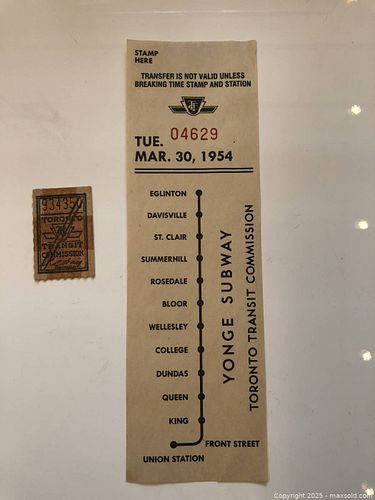 STAMP
HERE
TRANSFER IS NOT VALID UNLESS
BREAKING TIME STAMP AND STATION
TUE. 04629
MAR. 30, 1954
EGLINTON
DAVISVILLE
ST. CLAIR
SUMMERHILL
ROSEDALE
BLOOR
WELLESLEY
COLLEGE
DUNDAS
QUEEN
KING
FRONT STREET
UNION STATION
YONGE SUBWAY
TORONTO TRANSIT COMMISSION
TORONTO
TRANSIT
COMMISSION
Copyright 2025 - maxsold.com